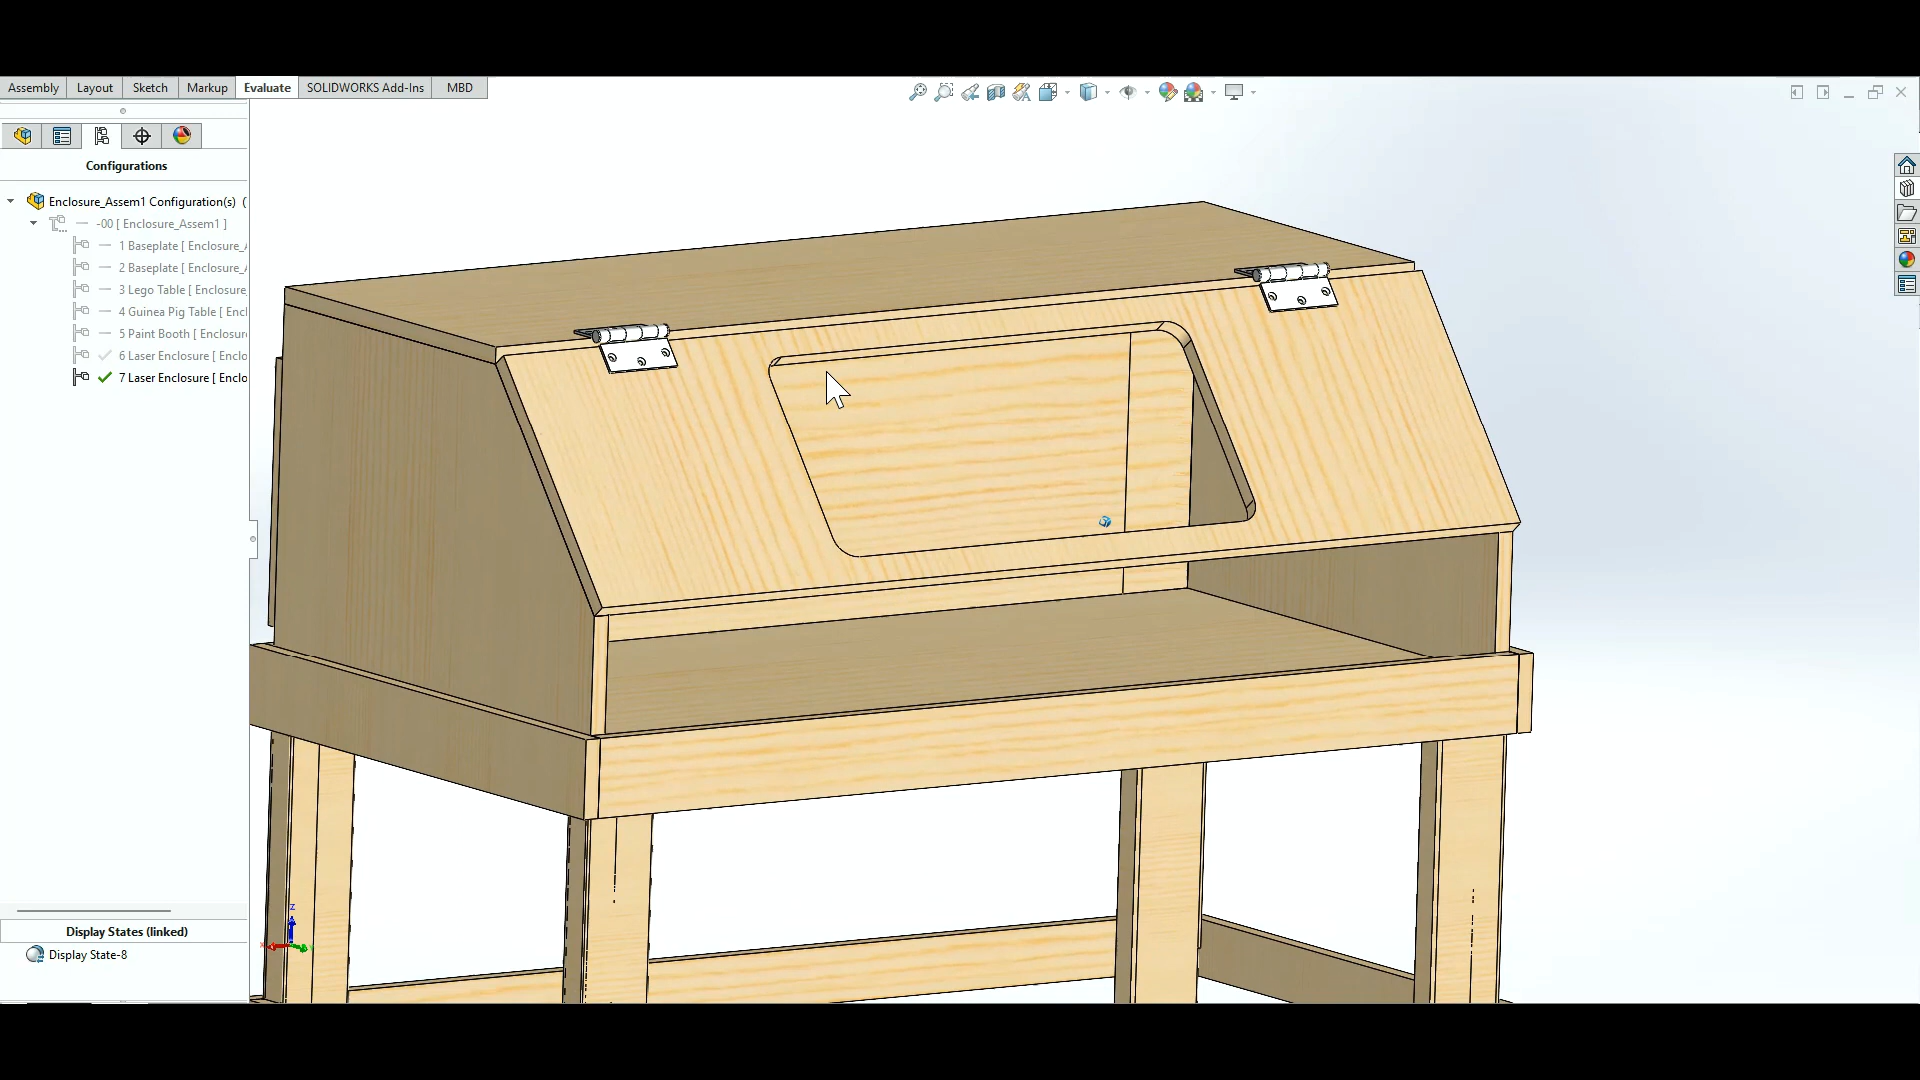 Assembly Layout Sketch Markup Evaluate SOLIDWORKS Add-Ins MBD
Configurations
Enclosure_Assem1 Configuration(s) (
-00 [ Enclosure_Assem1 ]
1 Baseplate [ Enclosure_A
2 Baseplate [ Enclosure_A
3 Lego Table [ Enclosure_
4 Guinea Pig Table [ Encl
5 Paint Booth [ Enclosure
6 Laser Enclosure [ Enclo
7 Laser Enclosure [ Enclo
Z
Display States (linked)
Display State-8